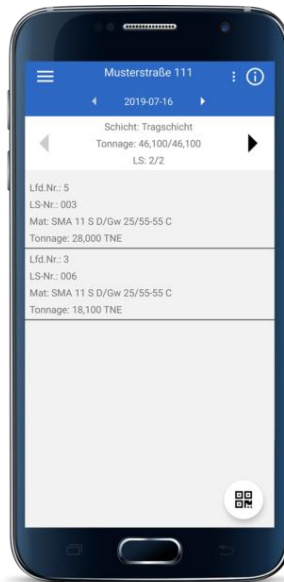 Musterstraße 111
2019-07-16
Schicht: Tragschicht
Tonnage: 46,100/46,100
LS: 2/2
Lfd.Nr.: 5
LS-Nr.: 003
Mat: SMA 11 S D/Gw 25/55-55 C
Tonnage: 28,000 TNE
Lfd.Nr.: 3
LS-Nr.: 006
Mat: SMA 11 S D/Gw 25/55-55 C
Tonnage: 18,100 TNE